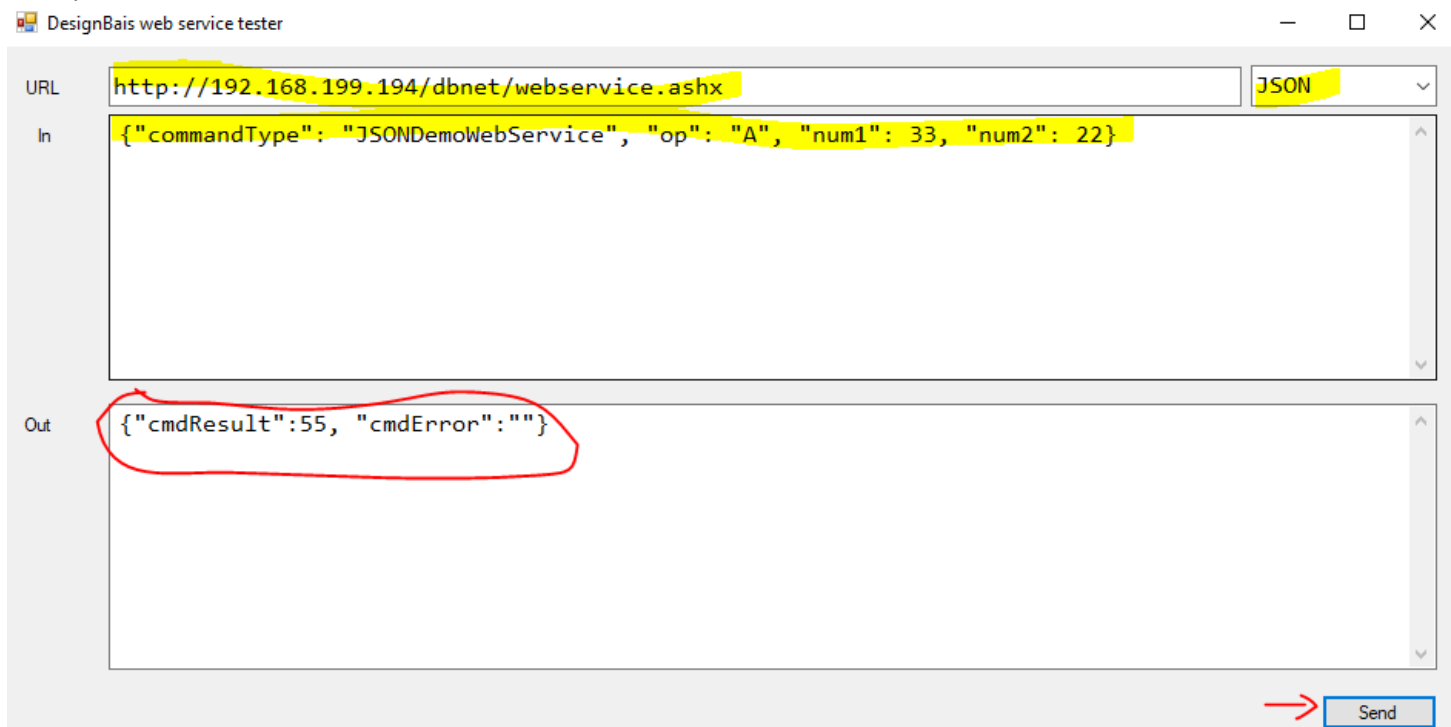 DesignBais web service tester
URL http://192.168.199.194/dbnet/webservice.ashx JSON
In {"commandType": "JSONDemoWebService", "op": "A", "num1": 33, "num2": 22}
Out {"cmdResult":55, "cmdError":""}
Send